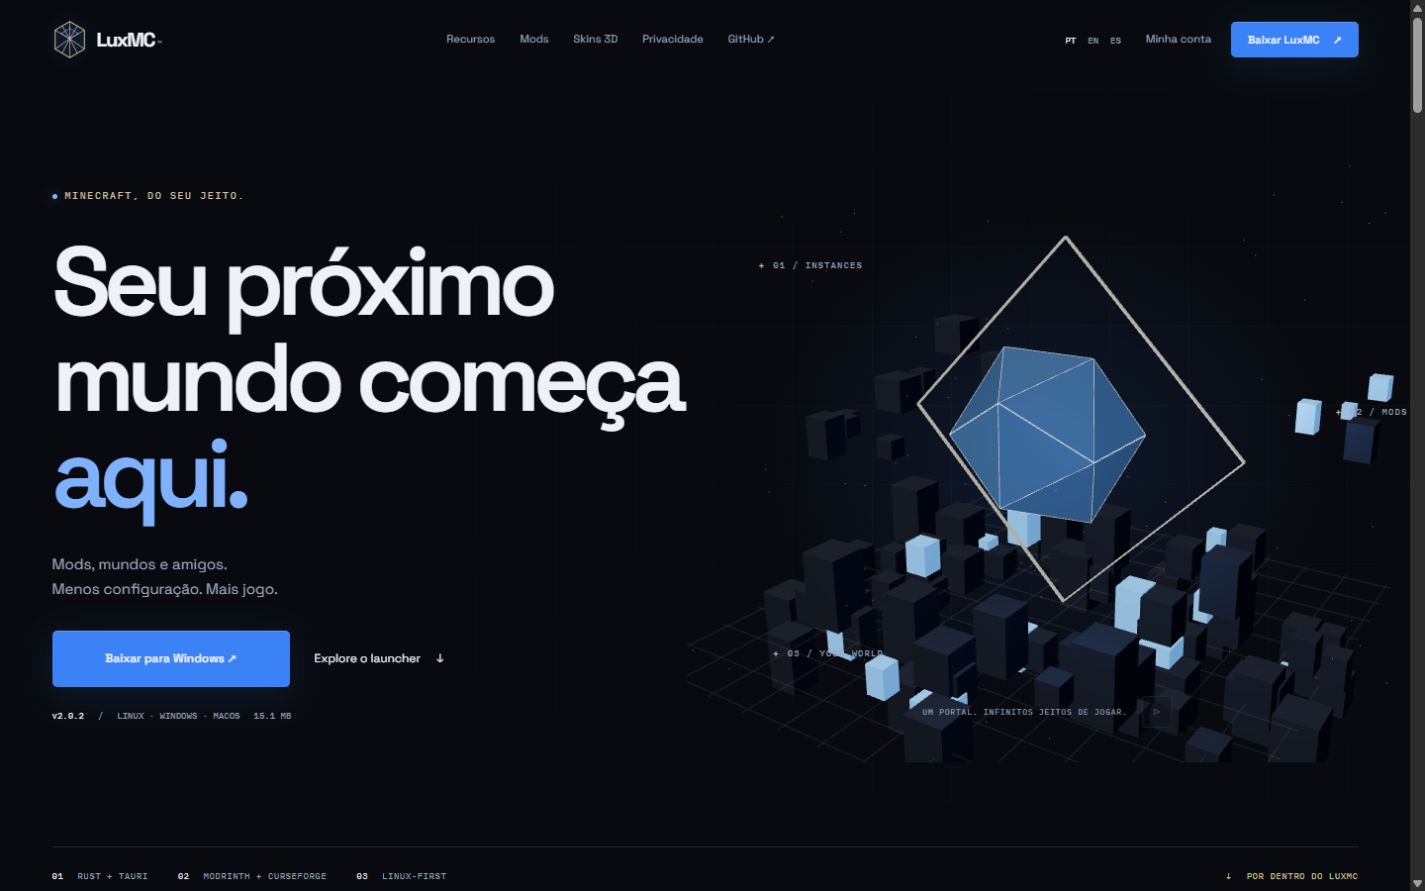 LuxMC
Recursos Mods Skins 3D Privacidade GitHub ↗
PT EN ES Minha conta Baixar LuxMC ↗
MINECRAFT, DO SEU JEITO.
Seu próximo
mundo começa
aqui.
Mods, mundos e amigos.
Menos configuração. Mais jogo.
Baixar para Windows ↗ Explore o launcher ↓
v2.0.2 / LINUX · WINDOWS · MACOS 15.1 MB
+ 01 / INSTANCES
+ 2 / MODS
+ 03 / YOUR WORLD
UM PORTAL. INFINITOS JEITOS DE JOGAR.
01 RUST + TAURI 02 MODRINTH + CURSEFORGE 03 LINUX-FIRST
↓ POR DENTRO DO LUXMC